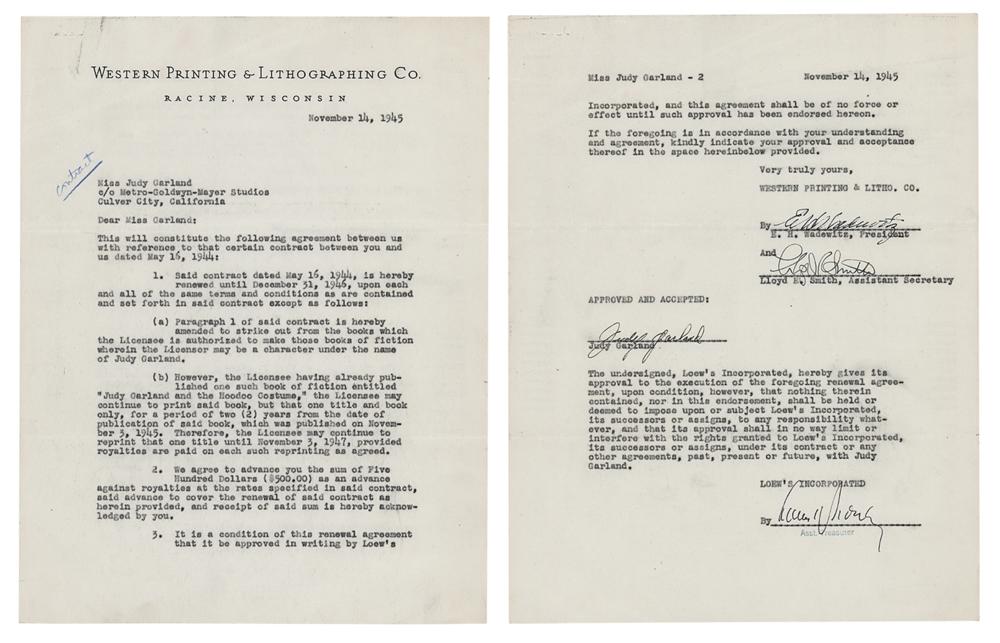 WESTERN PRINTING & LITHOGRAPHING CO.
RACINE, WISCONSIN
November 14, 1945
contract
Miss Judy Garland
c/o Metro-Goldwyn-Mayer Studios
Culver City, California
Dear Miss Garland:
This will constitute the following agreement between us
with reference to that certain contract between you and
us dated May 16, 1944:
1. Said contract dated May 16, 1944, is hereby
renewed until December 31, 1946, upon each
and all of the same terms and conditions as are contained
and set forth in said contract except as follows:
(a) Paragraph 1 of said contract is hereby
amended to strike out from the books which
the Licensee is authorized to make those books of fiction
wherein the Licensor may be a character under the name
of Judy Garland.
(b) However, the Licensee having already pub-
lished one such book of fiction entitled
"Judy Garland and the Hoodoo Costume," the Licensee may
continue to print said book, but that one title and book
only, for a period of two (2) years from the date of
publication of said book, which was published on Novem-
ber 3, 1945. Therefore, the Licensee may continue to
reprint that one title until November 3, 1947, provided
royalties are paid on each such reprinting as agreed.
2. We agree to advance you the sum of Five
Hundred Dollars ($500.00) as an advance
against royalties at the rates specified in said contract,
said advance to cover the renewal of said contract as
herein provided, and receipt of said sum is hereby acknow-
ledged by you.
3. It is a condition of this renewal agreement
that it be approved in writing by Loew's
Miss Judy Garland - 2 November 14, 1945
Incorporated, and this agreement shall be of no force or
effect until such approval has been endorsed hereon.
If the foregoing is in accordance with your understanding
and agreement, kindly indicate your approval and acceptance
thereof in the space hereinbelow provided.
Very truly yours,
WESTERN PRINTING & LITHO. CO.
By E H Wadewitz
E. H. Wadewitz, President
And Lloyd E Smith
Lloyd E. Smith, Assistant Secretary
APPROVED AND ACCEPTED:
Judy Garland
Judy Garland
The undersigned, Loew's Incorporated, hereby gives its
approval to the execution of the foregoing renewal agree-
ment, upon condition, however, that nothing therein
contained, nor in this endorsement, shall be held or
deemed to impose upon or subject Loew's Incorporated,
its successors or assigns, to any responsibility what-
ever, and that its approval shall in no way limit or
interfere with the rights granted to Loew's Incorporated,
its successors or assigns, under its contract or any
other agreements, past, present or future, with Judy
Garland.
LOEW'S INCORPORATED
By
Asst. Treasurer